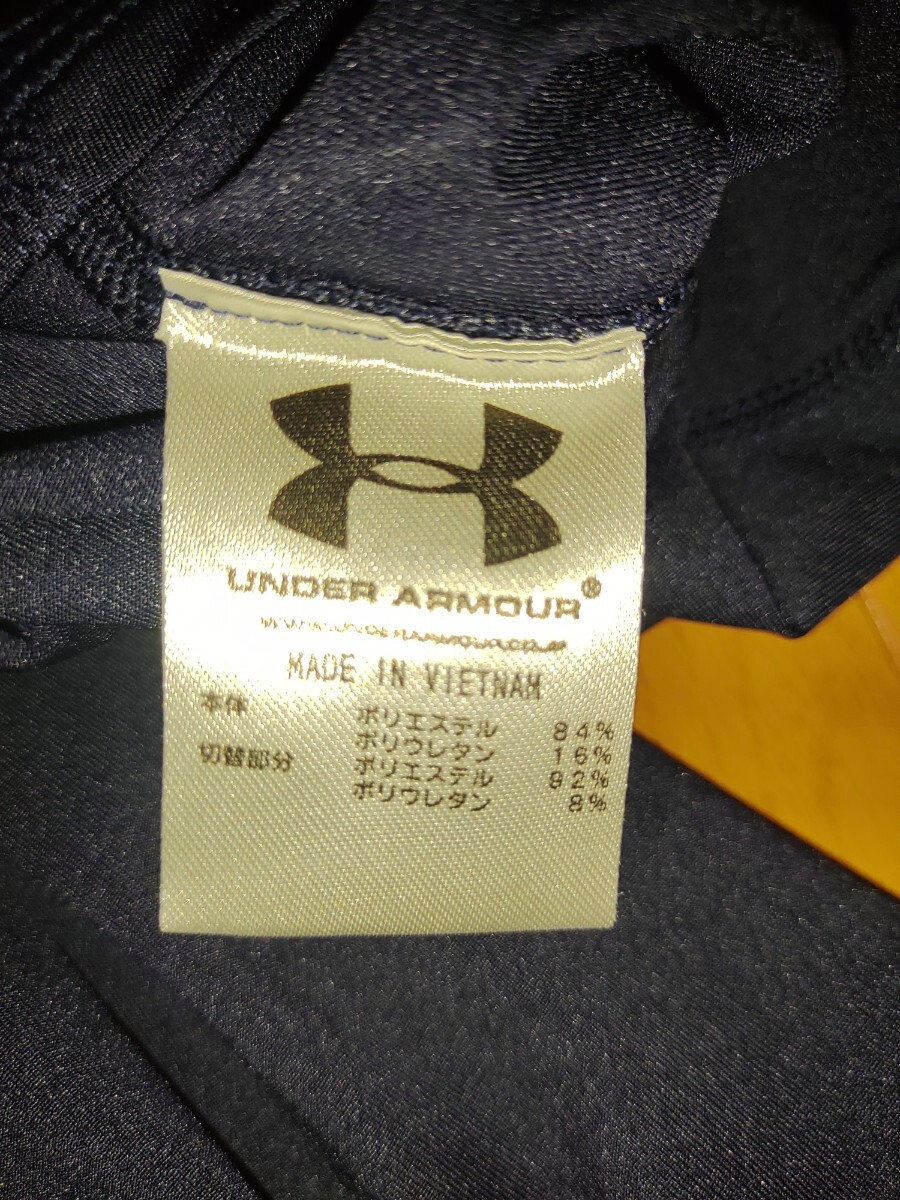 UNDER ARMOUR®
MADE IN VIETNAM
本体 ポリエステル 84%
ポリウレタン 16%
切替部分 ポリエステル 92%
ポリウレタン 8%